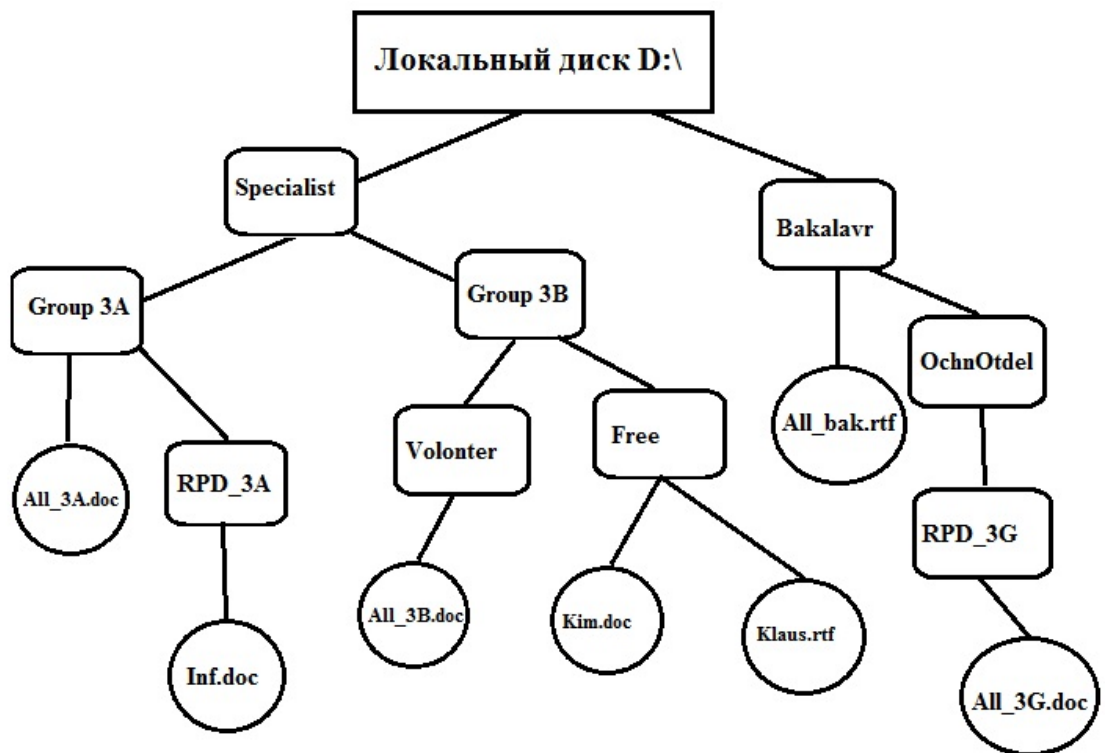 Локальный диск D:\
Specialist
Bakalavr
Group 3A
Group 3B
OchnOtdel
All_bak.rtf
Volonter
Free
All_3A.doc
RPD_3A
RPD_3G
All_3B.doc
Kim.doc
Klaus.rtf
Inf.doc
All_3G.doc